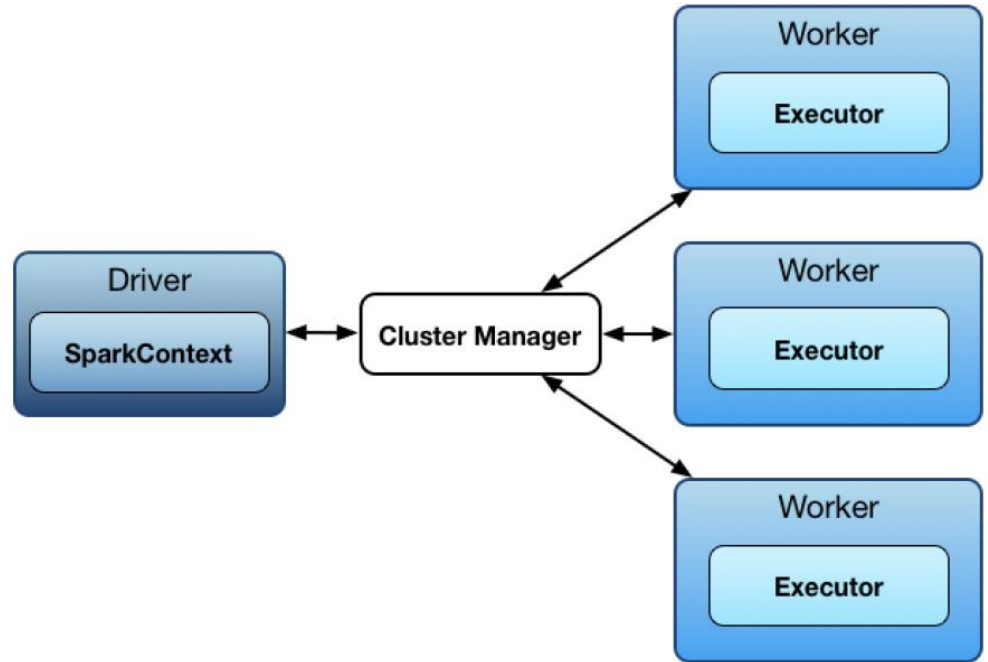 Worker
Executor
Driver
SparkContext
Cluster Manager
Worker
Executor
Worker
Executor